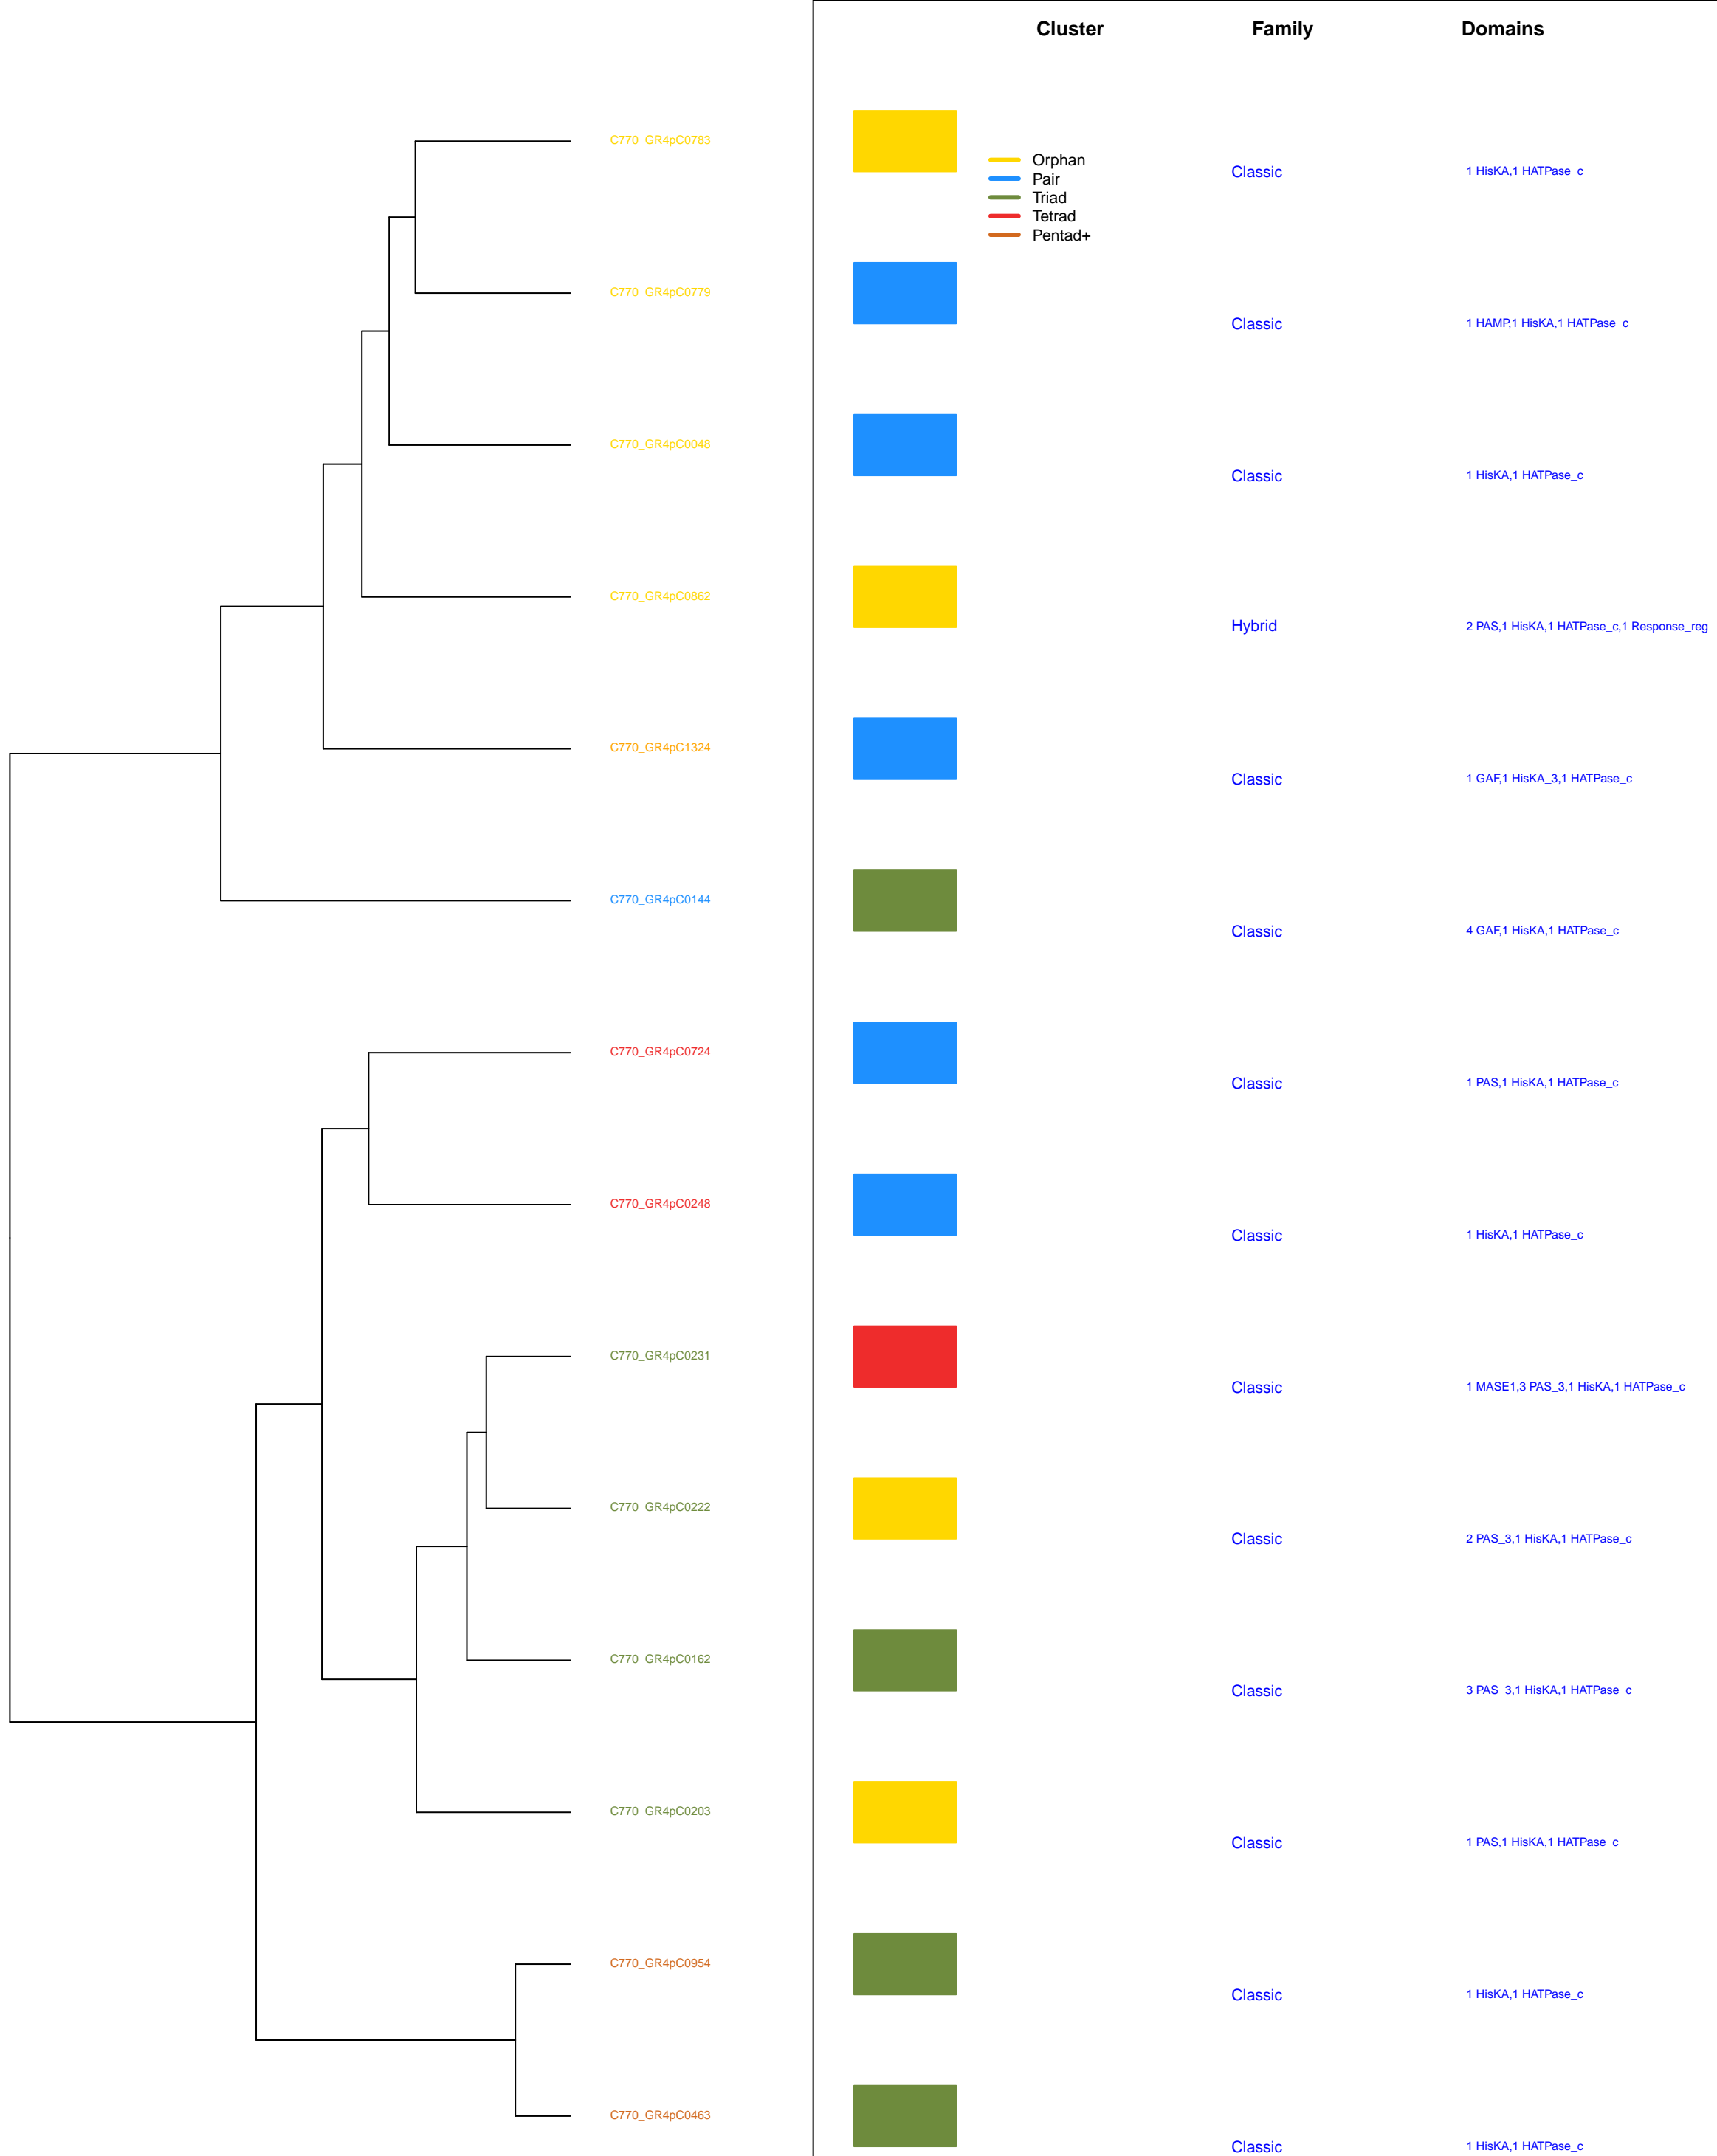 Cluster Family Domains
C770_GR4pC0783
Orphan
Pair
Triad
Tetrad
Pentad+
Classic 1 HisKA,1 HATPase_c
C770_GR4pC0779
Classic 1 HAMP,1 HisKA,1 HATPase_c
C770_GR4pC0048
Classic 1 HisKA,1 HATPase_c
C770_GR4pC0862
Hybrid 2 PAS,1 HisKA,1 HATPase_c,1 Response_reg
C770_GR4pC1324
Classic 1 GAF,1 HisKA_3,1 HATPase_c
C770_GR4pC0144
Classic 4 GAF,1 HisKA,1 HATPase_c
C770_GR4pC0724
Classic 1 PAS,1 HisKA,1 HATPase_c
C770_GR4pC0248
Classic 1 HisKA,1 HATPase_c
C770_GR4pC0231
Classic 1 MASE1,3 PAS_3,1 HisKA,1 HATPase_c
C770_GR4pC0222
Classic 2 PAS_3,1 HisKA,1 HATPase_c
C770_GR4pC0162
Classic 3 PAS_3,1 HisKA,1 HATPase_c
C770_GR4pC0203
Classic 1 PAS,1 HisKA,1 HATPase_c
C770_GR4pC0954
Classic 1 HisKA,1 HATPase_c
C770_GR4pC0463
Classic 1 HisKA,1 HATPase_c